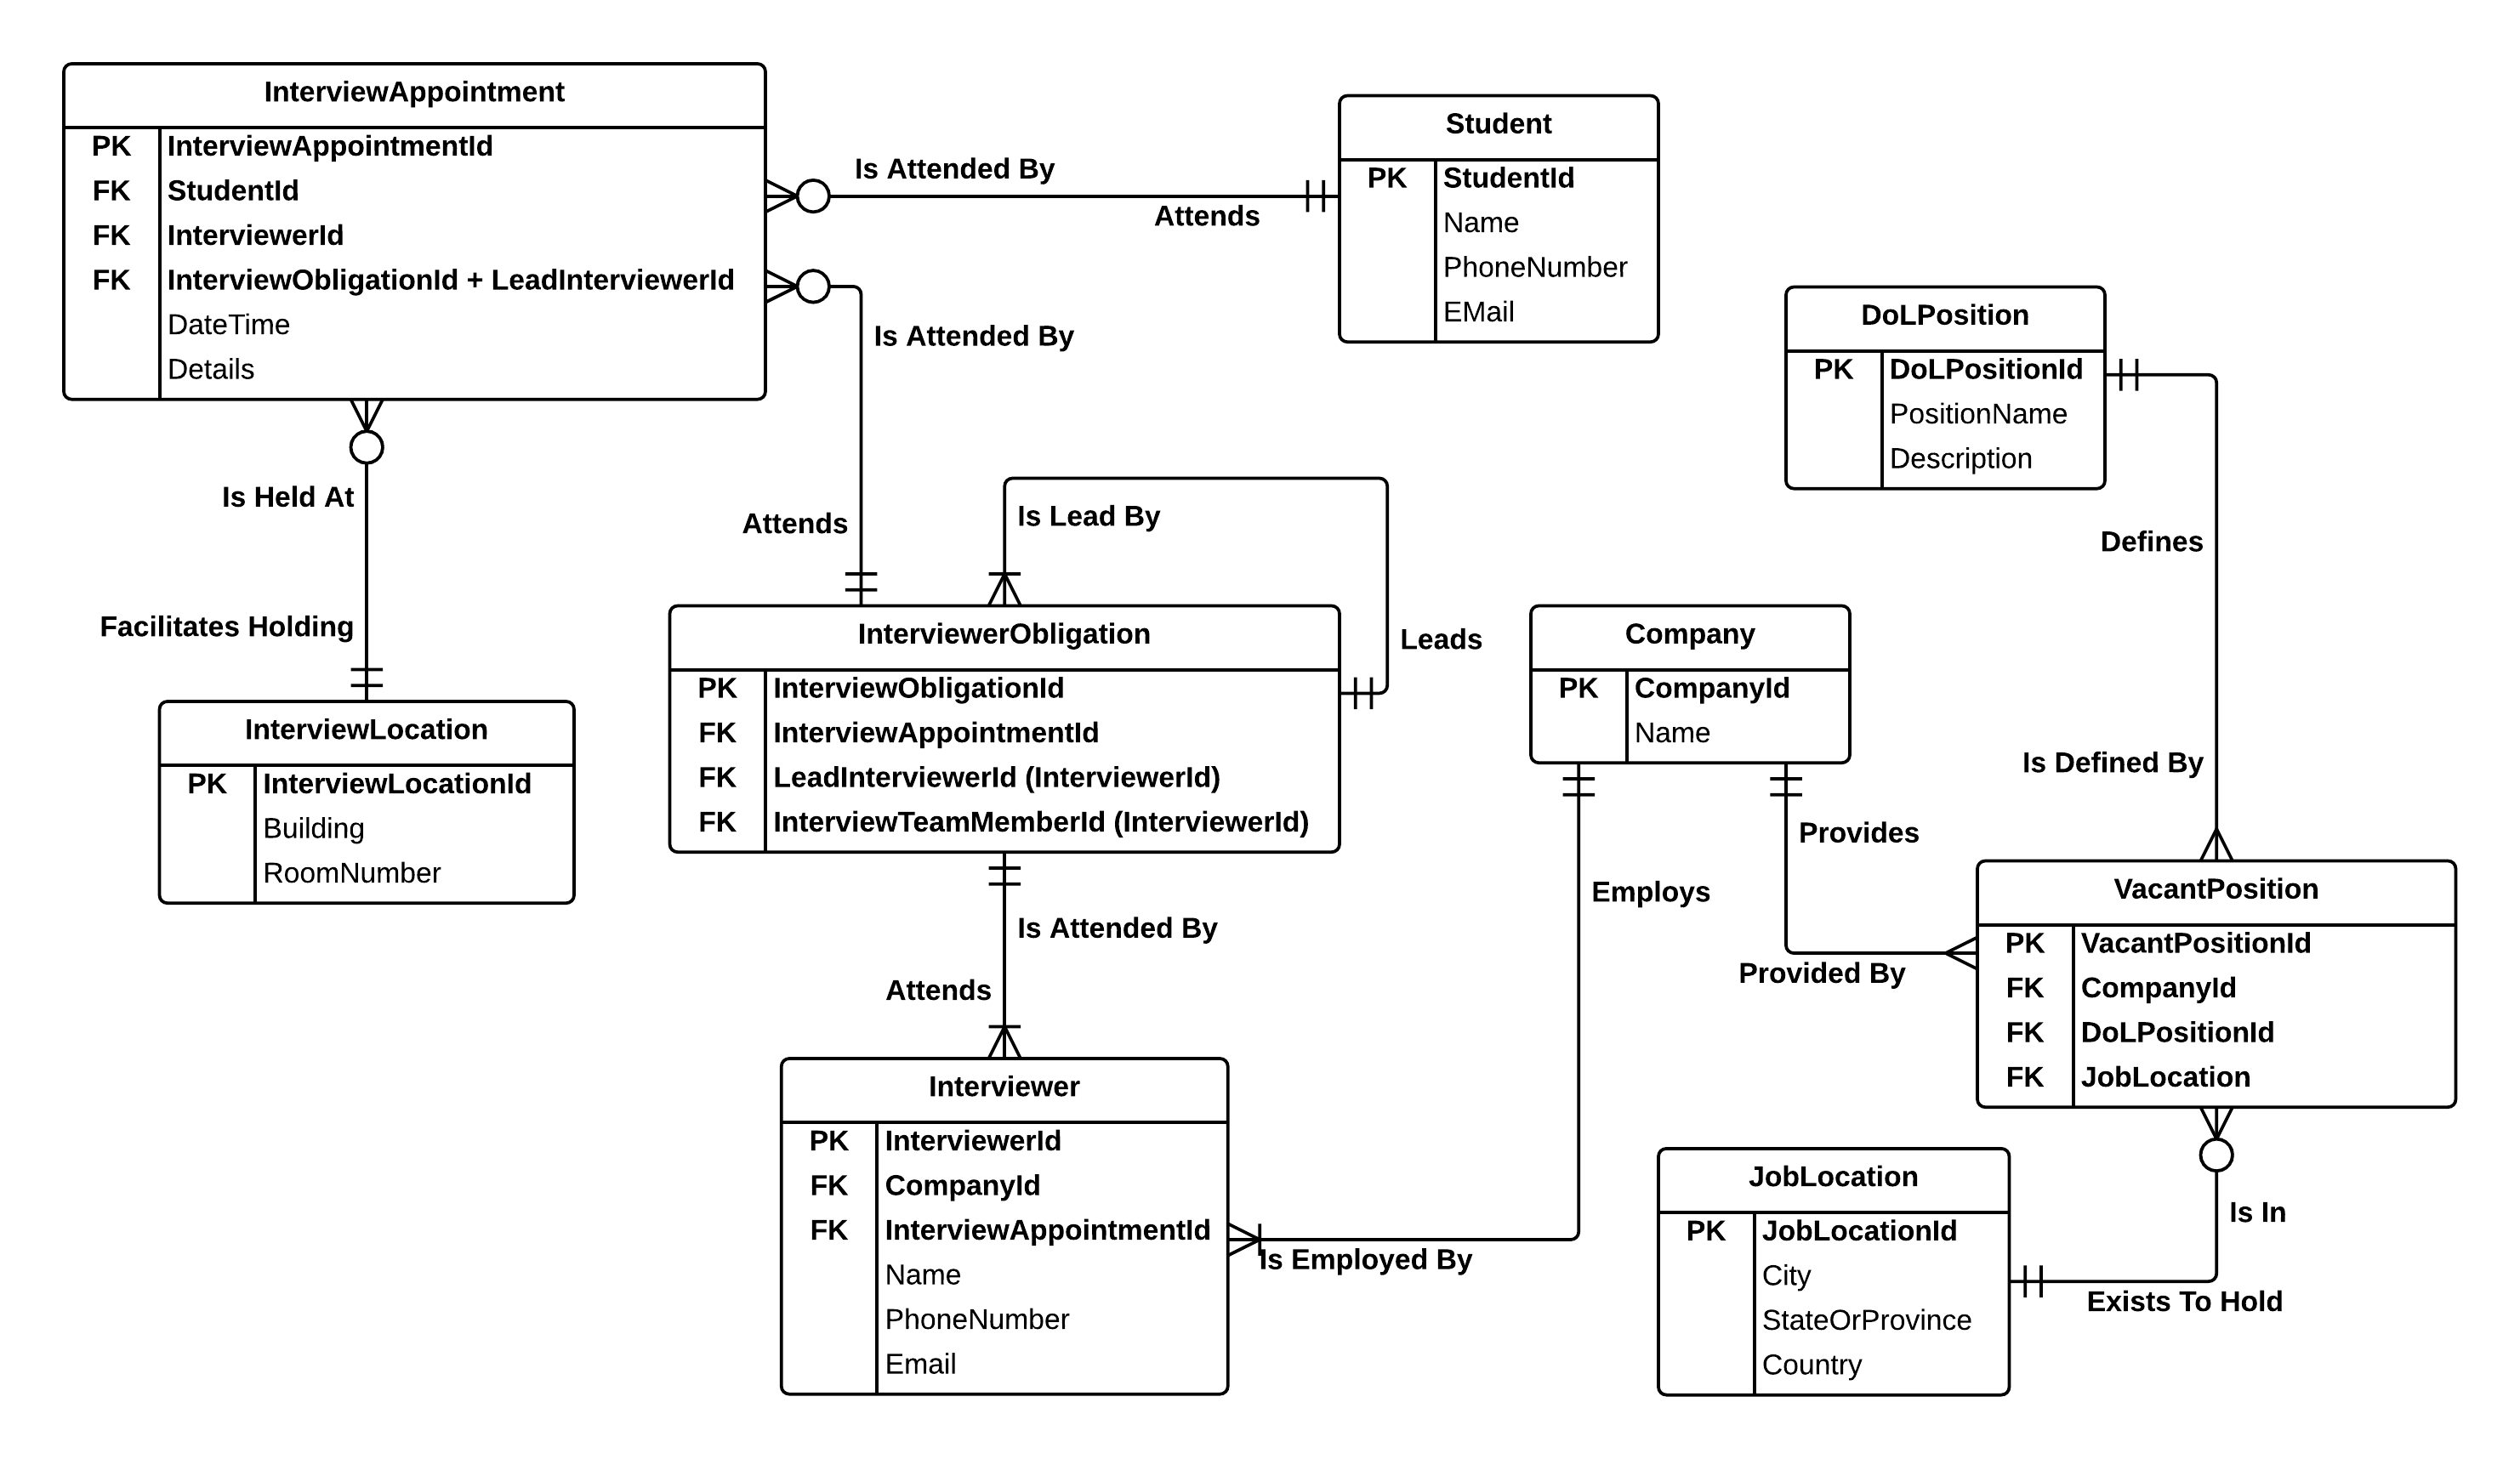 InterviewAppointment
PK InterviewAppointmentId
FK StudentId
FK InterviewerId
FK InterviewObligationId + LeadInterviewerId
DateTime
Details
Is Attended By
Attends
Student
PK StudentId
Name
PhoneNumber
EMail
Is Attended By
Attends
DoLPosition
PK DoLPositionId
PositionName
Description
Is Held At
Facilitates Holding
Is Lead By
Leads
Defines
Is Defined By
InterviewLocation
PK InterviewLocationId
Building
RoomNumber
InterviewerObligation
PK InterviewObligationId
FK InterviewAppointmentId
FK LeadInterviewerId (InterviewerId)
FK InterviewTeamMemberId (InterviewerId)
Company
PK CompanyId
Name
Provides
Provided By
Employs
Is Employed By
VacantPosition
PK VacantPositionId
FK CompanyId
FK DoLPositionId
FK JobLocation
Is Attended By
Attends
Interviewer
PK InterviewerId
FK CompanyId
FK InterviewAppointmentId
Name
PhoneNumber
Email
JobLocation
PK JobLocationId
City
StateOrProvince
Country
Is In
Exists To Hold